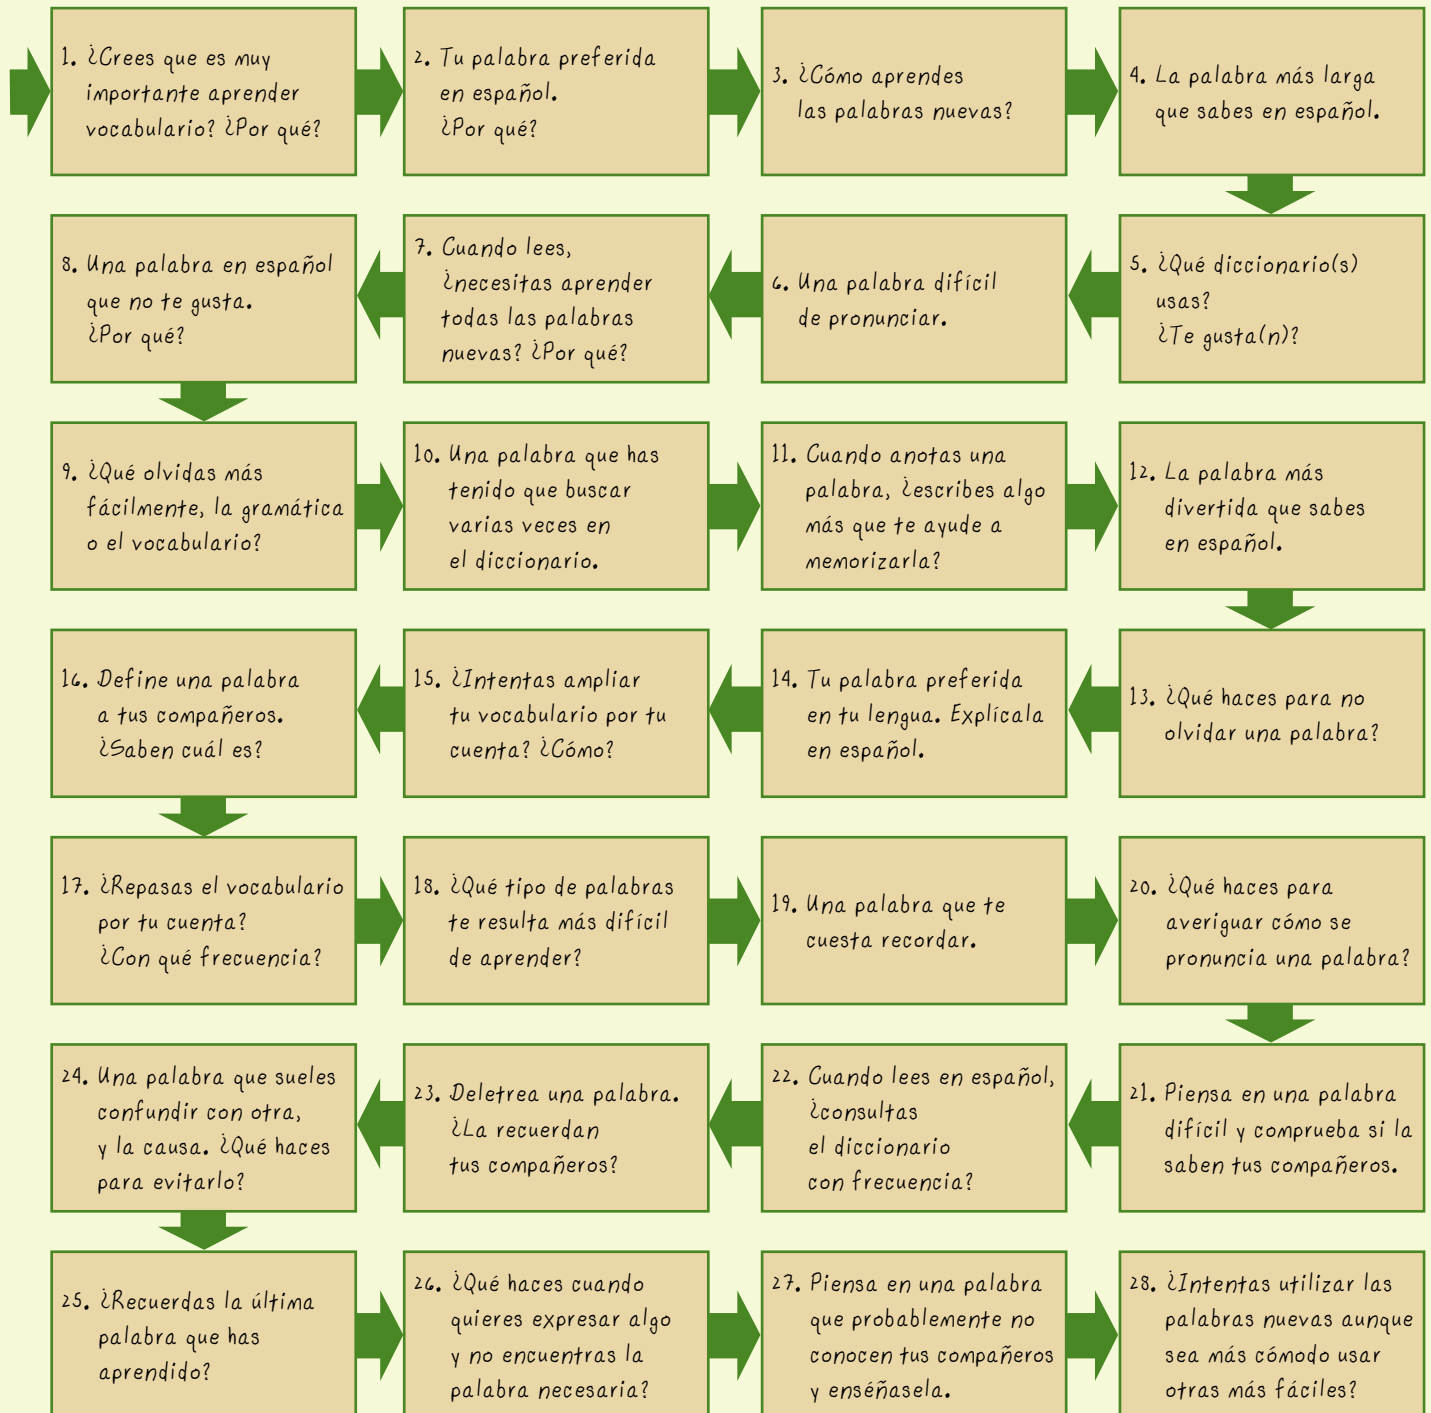 1. ¿Crees que es muy
importante aprender
vocabulario? ¿Por qué?
2. Tu palabra preferida
en español.
¿Por qué?
3. ¿Cómo aprendes
las palabras nuevas?
4. La palabra más larga
que sabes en español.
5. ¿Qué diccionario(s)
usas?
¿Te gusta(n)?
6. Una palabra difícil
de pronunciar.
7. Cuando lees,
¿necesitas aprender
todas las palabras
nuevas? ¿Por qué?
8. Una palabra en español
que no te gusta.
¿Por qué?
9. ¿Qué olvidas más
fácilmente, la gramática
o el vocabulario?
10. Una palabra que has
tenido que buscar
varias veces en
el diccionario.
11. Cuando anotas una
palabra, ¿escribes algo
más que te ayude a
memorizarla?
12. La palabra más
divertida que sabes
en español.
13. ¿Qué haces para no
olvidar una palabra?
14. Tu palabra preferida
en tu lengua. Explícala
en español.
15. ¿Intentas ampliar
tu vocabulario por tu
cuenta? ¿Cómo?
16. Define una palabra
a tus compañeros.
¿Saben cuál es?
17. ¿Repasas el vocabulario
por tu cuenta?
¿Con qué frecuencia?
18. ¿Qué tipo de palabras
te resulta más difícil
de aprender?
19. Una palabra que te
cuesta recordar.
20. ¿Qué haces para
averiguar cómo se
pronuncia una palabra?
21. Piensa en una palabra
difícil y comprueba si la
saben tus compañeros.
22. Cuando lees en español,
¿consultas
el diccionario
con frecuencia?
23. Deletrea una palabra.
¿La recuerdan
tus compañeros?
24. Una palabra que sueles
confundir con otra,
y la causa. ¿Qué haces
para evitarlo?
25. ¿Recuerdas la última
palabra que has
aprendido?
26. ¿Qué haces cuando
quieres expresar algo
y no encuentras la
palabra necesaria?
27. Piensa en una palabra
que probablemente no
conocen tus compañeros
y enséñasela.
28. ¿Intentas utilizar las
palabras nuevas aunque
sea más cómodo usar
otras más fáciles?